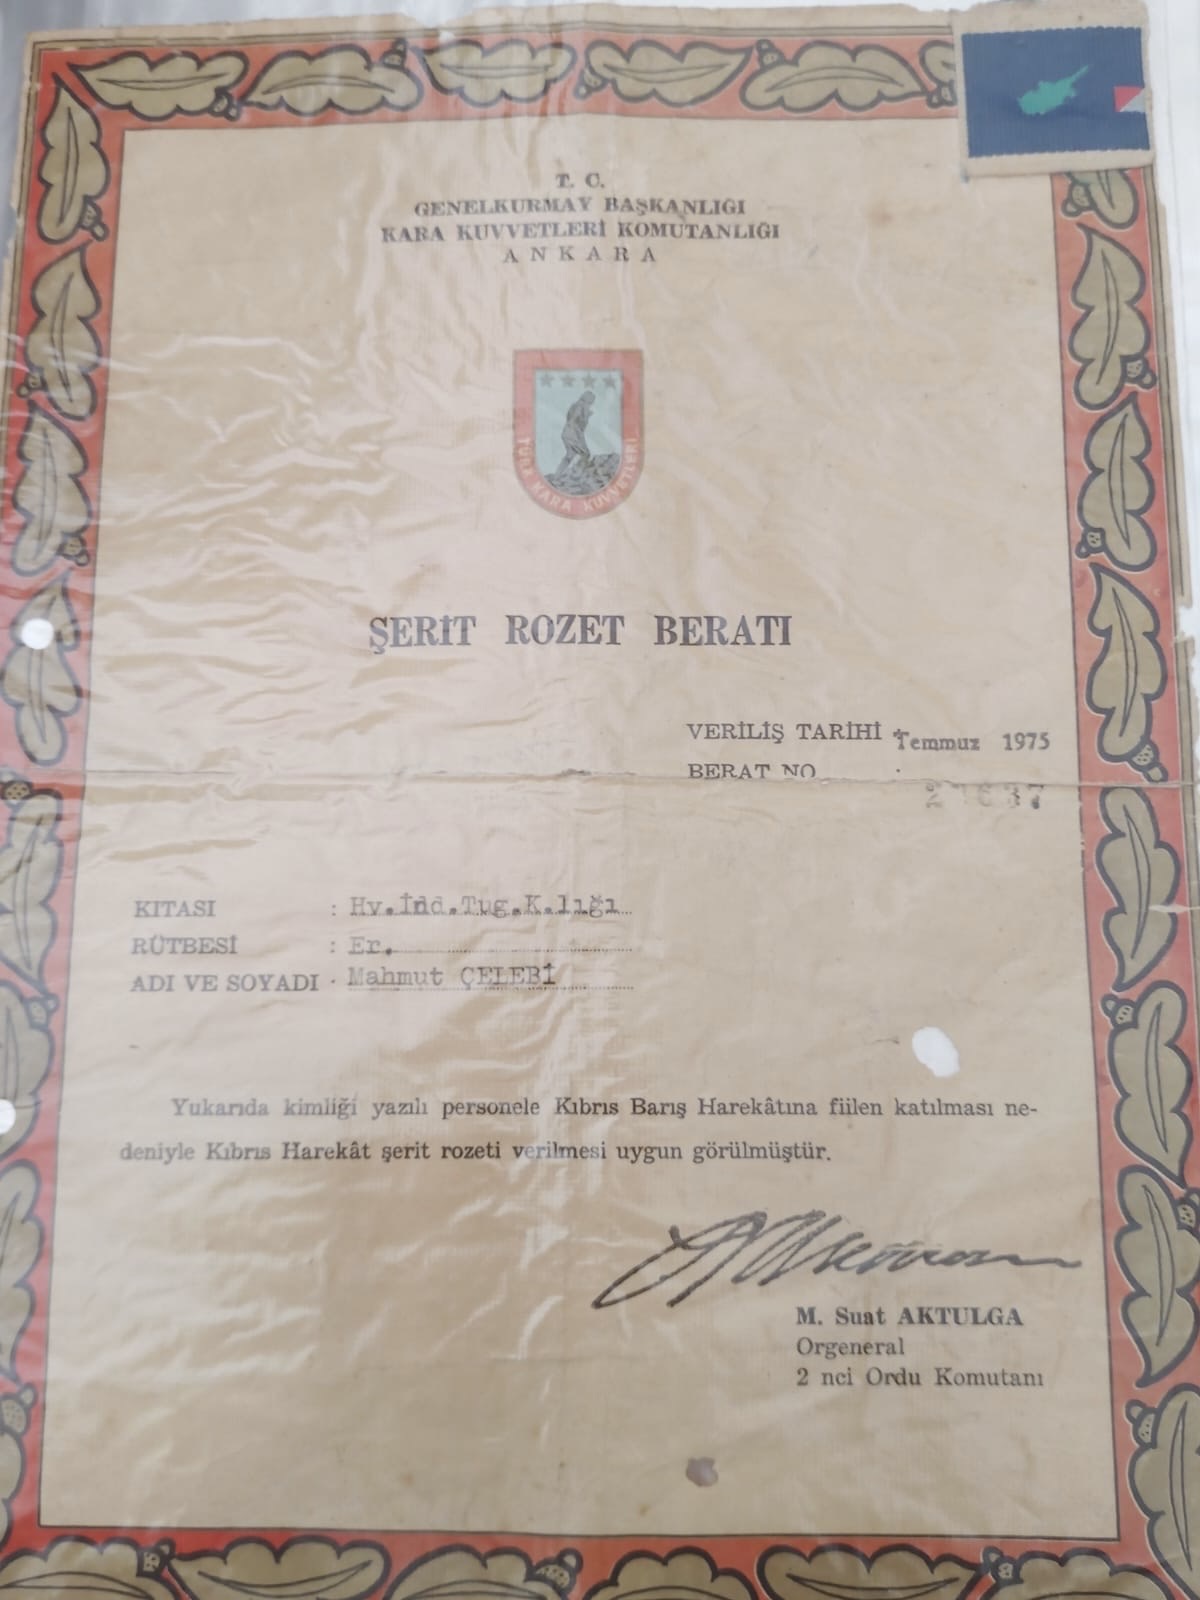 T. C.
GENELKURMAY BAŞKANLIĞI
KARA KUVVETLERİ KOMUTANLIĞI
ANKARA
TÜRK KARA KUVVETLERİ
ŞERİT ROZET BERATI
VERİLİŞ TARİHİ : Temmuz 1975
BERAT NO :
KITASI : Hv.İnd.Tug.K.lığı
RÜTBESİ : Er.
ADI VE SOYADI : Mahmut ÇELEBİ
Yukarıda kimliği yazılı personele Kıbrıs Barış Harekâtına fiilen katılması ne-
deniyle Kıbrıs Harekât şerit rozeti verilmesi uygun görülmüştür.
M. Suat AKTULGA
Orgeneral
2 nci Ordu Komutanı